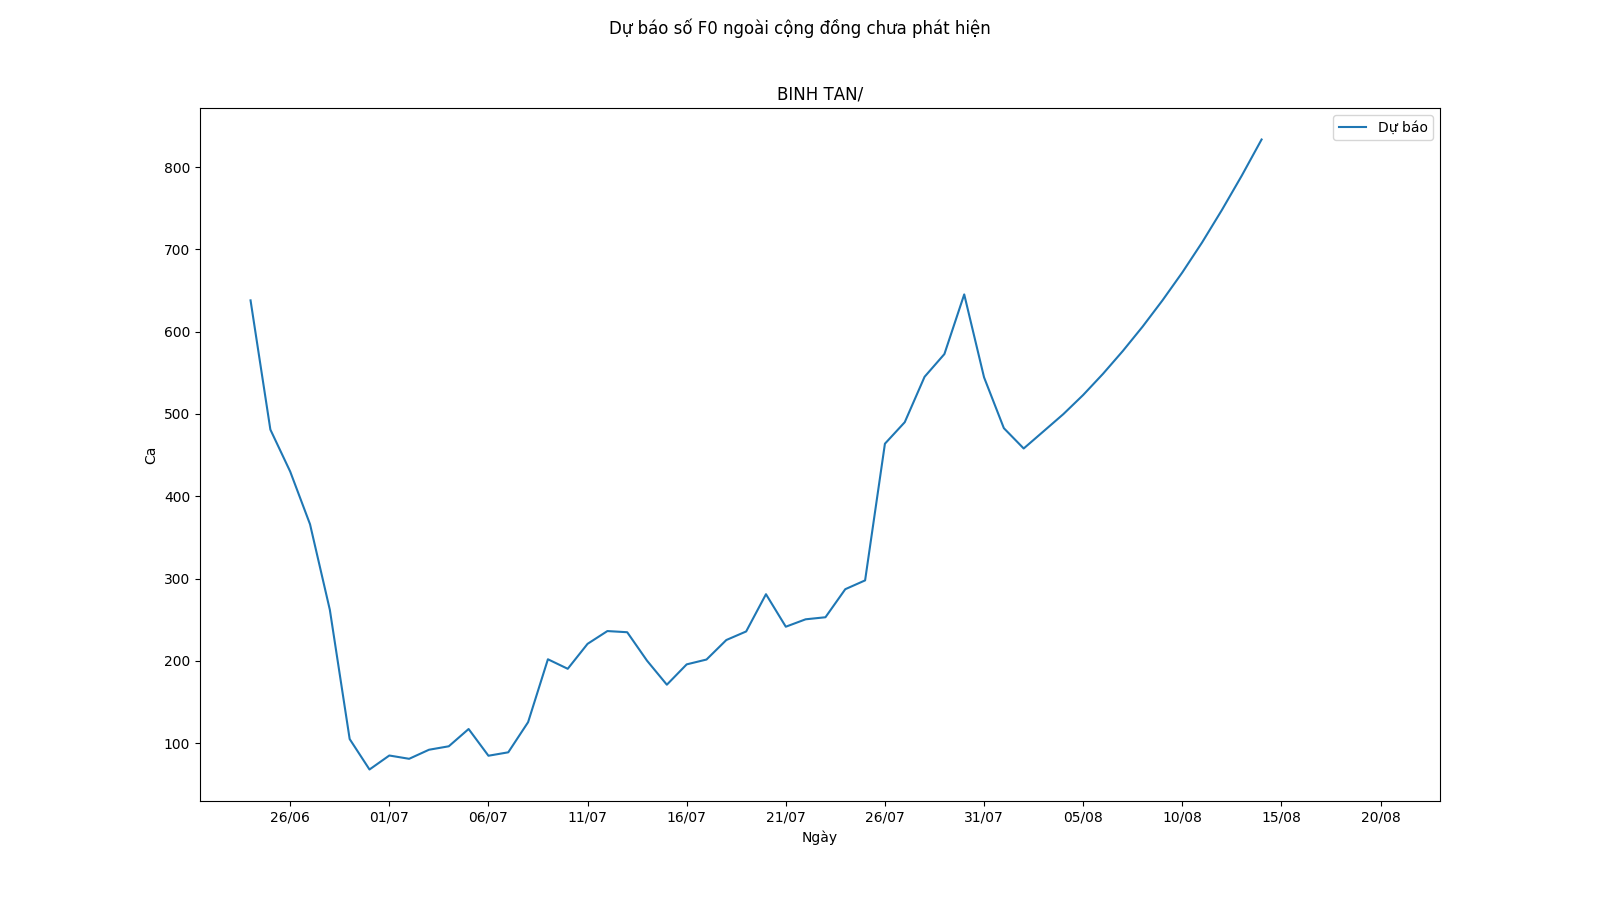 Dự báo số F0 ngoài cộng đồng chưa phát hiện
BINH TAN/
Dự báo
800
700
600
500
400
300
200
100
Ca
26/06 01/07 06/07 11/07 16/07 21/07 26/07 31/07 05/08 10/08 15/08 20/08
Ngày